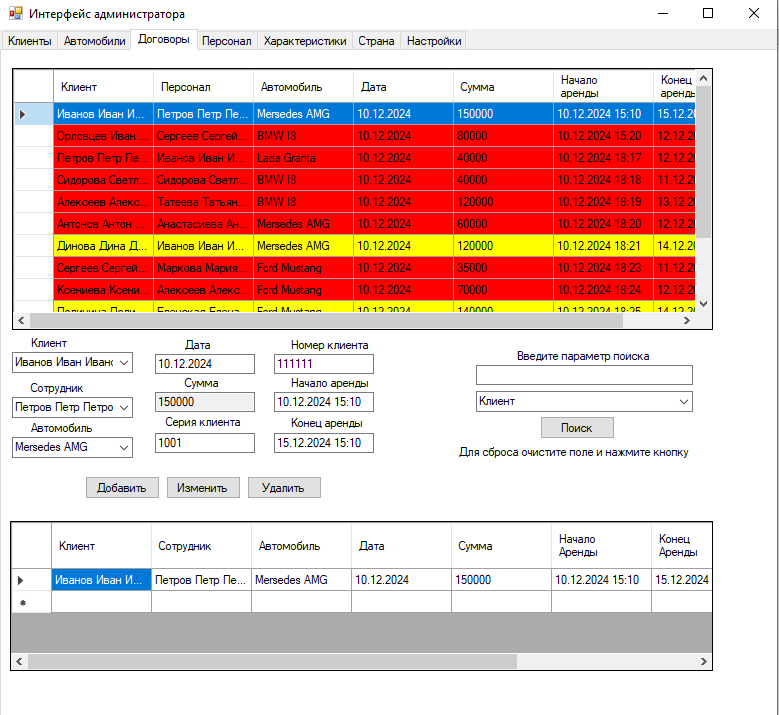 Интерфейс администратора
Клиенты Автомобили Договоры Персонал Характеристики Страна Настройки
Клиент Персонал Автомобиль Дата Сумма Начало аренды Конец аренды
Иванов Иван И... Петров Петр Пе... Mersedes AMG 10.12.2024 150000 10.12.2024 15:10 15.12.20
Орловцев Иван ... Сергеев Сергей... BMW I8 10.12.2024 80000 10.12.2024 15:20 12.12.20
Петров Петр Пе... Иванов Иван И... Lada Granta 10.12.2024 40000 10.12.2024 18:17 12.12.20
Сидорова Светл... Сидорова Светл... BMW I8 10.12.2024 40000 10.12.2024 18:18 11.12.20
Алексеев Алекс... Татеева Татьян... BMW I8 10.12.2024 120000 10.12.2024 18:19 13.12.20
Антонов Антон ... Анастасиева Ан... Mersedes AMG 10.12.2024 60000 10.12.2024 18:20 12.12.20
Динова Дина Д... Иванов Иван И... Mersedes AMG 10.12.2024 120000 10.12.2024 18:21 14.12.20
Сергеев Сергей... Маркова Мария... Ford Mustang 10.12.2024 35000 10.12.2024 18:23 11.12.20
Ксениева Ксени... Алексеев Алекс... Ford Mustang 10.12.2024 70000 10.12.2024 18:24 12.12.20
Ford Mustang 10.12.2024 140000 10.12.2024 18:25 14.12.20
Клиент Дата Номер клиента
Иванов Иван Иванс 10.12.2024 111111 Введите параметр поиска
Сотрудник Сумма Начало аренды
Петров Петр Петро 150000 10.12.2024 15:10 Клиент
Автомобиль Серия клиента Конец аренды Поиск
Mersedes AMG 1001 15.12.2024 15:10 Для сброса очистите поле и нажмите кнопку
Добавить Изменить Удалить
Клиент Сотрудник Автомобиль Дата Сумма Начало Аренды Конец Аренды
Иванов Иван И... Петров Петр Пе... Mersedes AMG 10.12.2024 150000 10.12.2024 15:10 15.12.2024